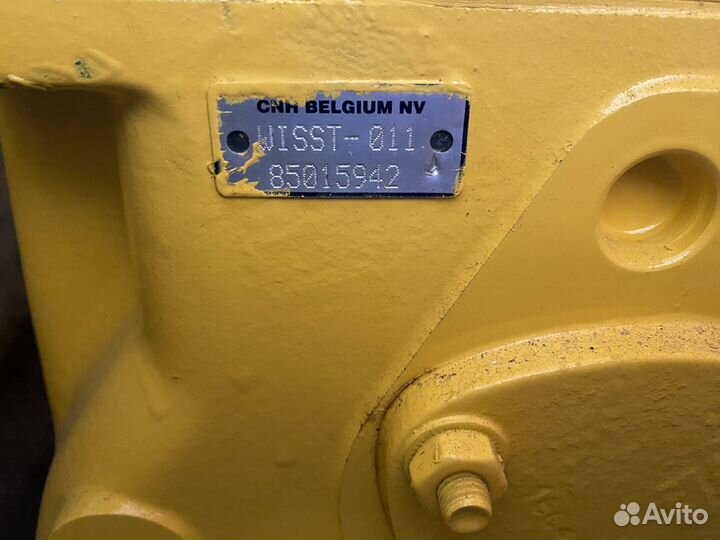 CNH BELGIUM NV
WISST-011
85015942
Avito